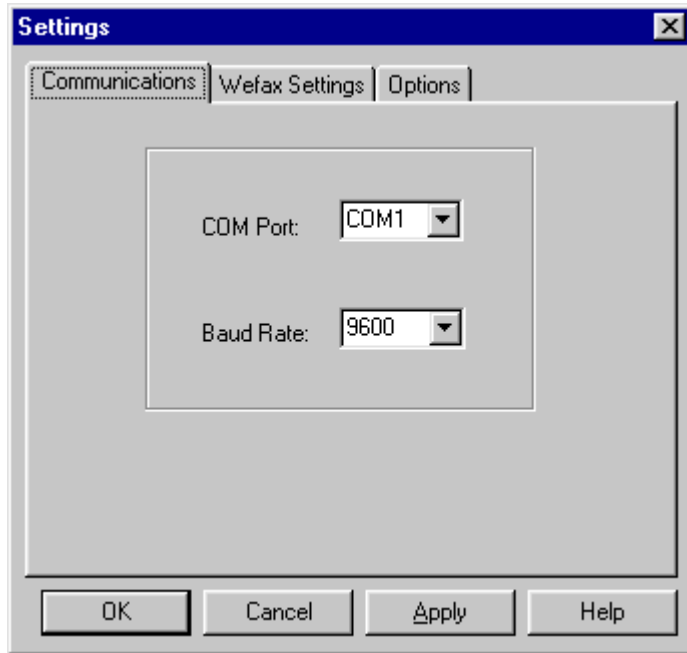 Settings
Communications Wefax Settings Options
COM Port: COM1
Baud Rate: 9600
OK Cancel Apply Help